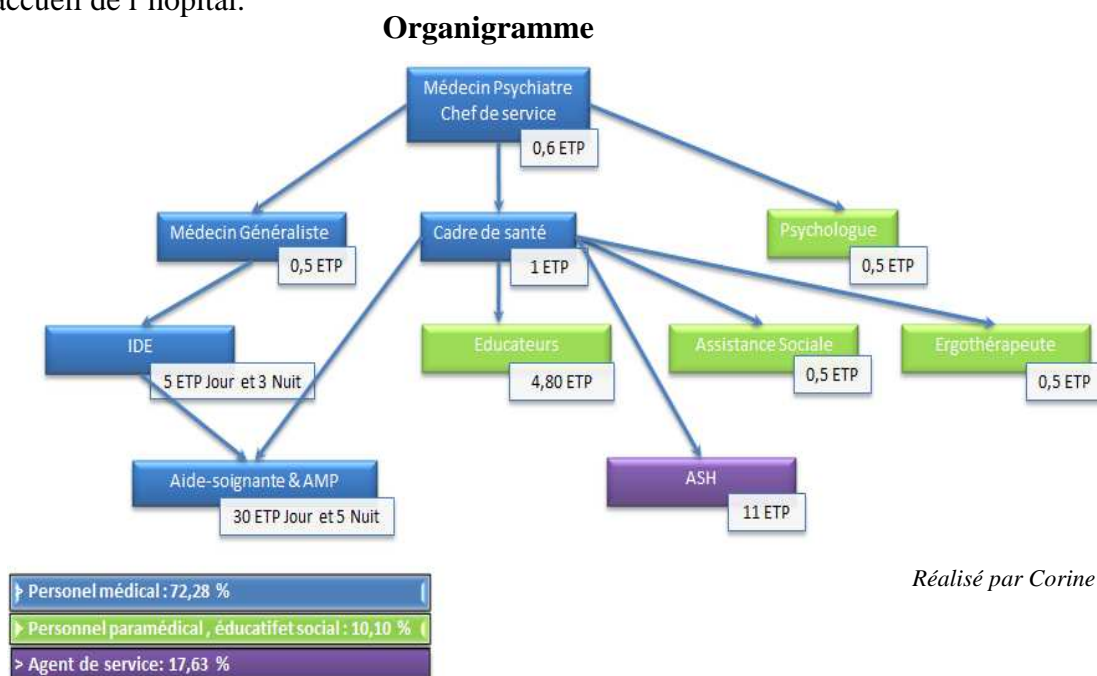 accueil de l'hôpital.
Organigramme
Médecin Psychiatre
Chef de service
0,6 ETP
Médecin Généraliste
0,5 ETP
Cadre de santé
1 ETP
Psychologue
0,5 ETP
IDE
5 ETP Jour et 3 Nuit
Educateurs
4,80 ETP
Assistance Sociale
0,5 ETP
Ergothérapeute
0,5 ETP
Aide-soignante & AMP
30 ETP Jour et 5 Nuit
ASH
11 ETP
Réalisé par Corine
> Personel médical : 72,28 %
> Personnel paramédical , éducatifet social : 10,10 %
> Agent de service: 17,63 %